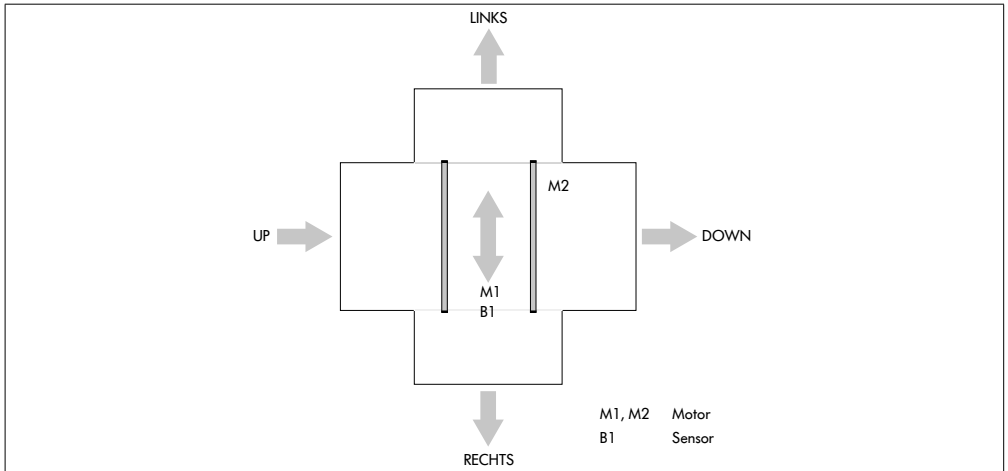 LINKS
M2
UP
DOWN
M1
B1
M1, M2 Motor
B1 Sensor
RECHTS